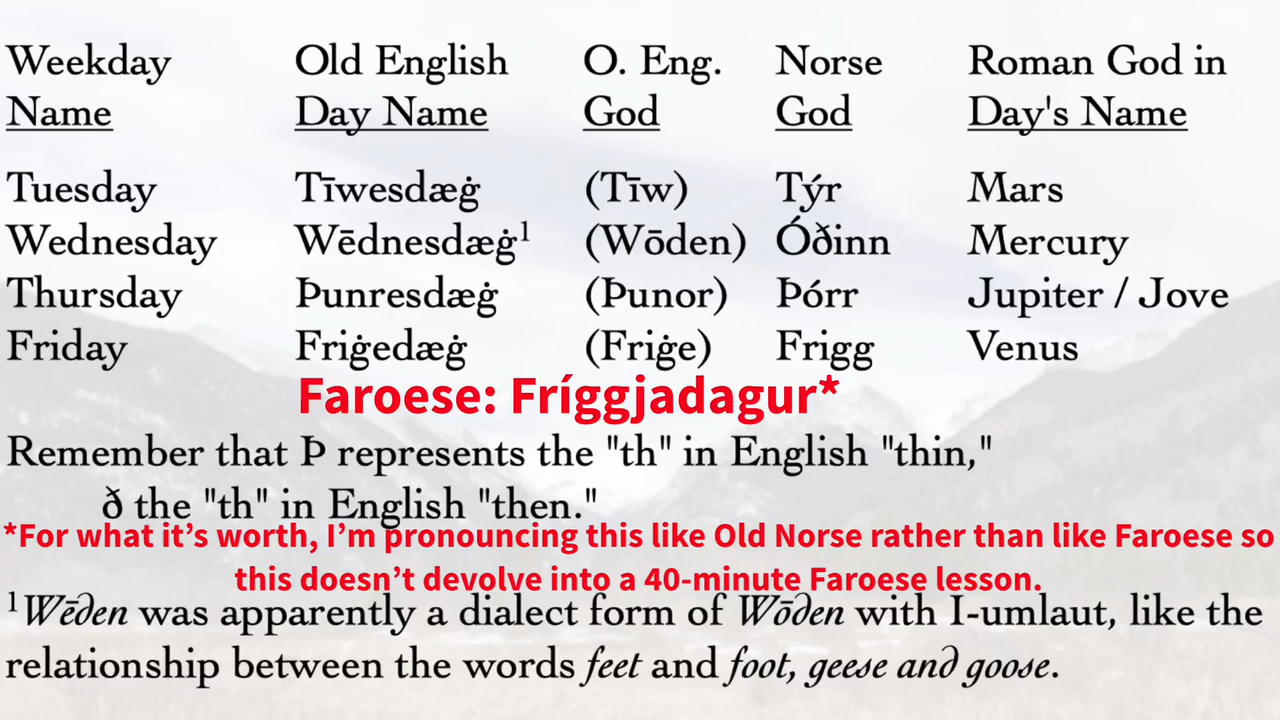 Weekday Old English O. Eng. Norse Roman God in
Name Day Name God God Day's Name
Tuesday Tīwesdæġ (Tīw) Týr Mars
Wednesday Wēdnesdæġ¹ (Wōden) Óðinn Mercury
Thursday Þunresdæġ (Þunor) Þórr Jupiter / Jove
Friday Friġedæġ (Friġe) Frigg Venus
Faroese: Fríggjadagur*
Remember that Þ represents the "th" in English "thin,"
ð the "th" in English "then."
*For what it’s worth, I’m pronouncing this like Old Norse rather than like Faroese so
this doesn’t devolve into a 40-minute Faroese lesson.
¹Wēden was apparently a dialect form of Wōden with I-umlaut, like the
relationship between the words feet and foot, geese and goose.